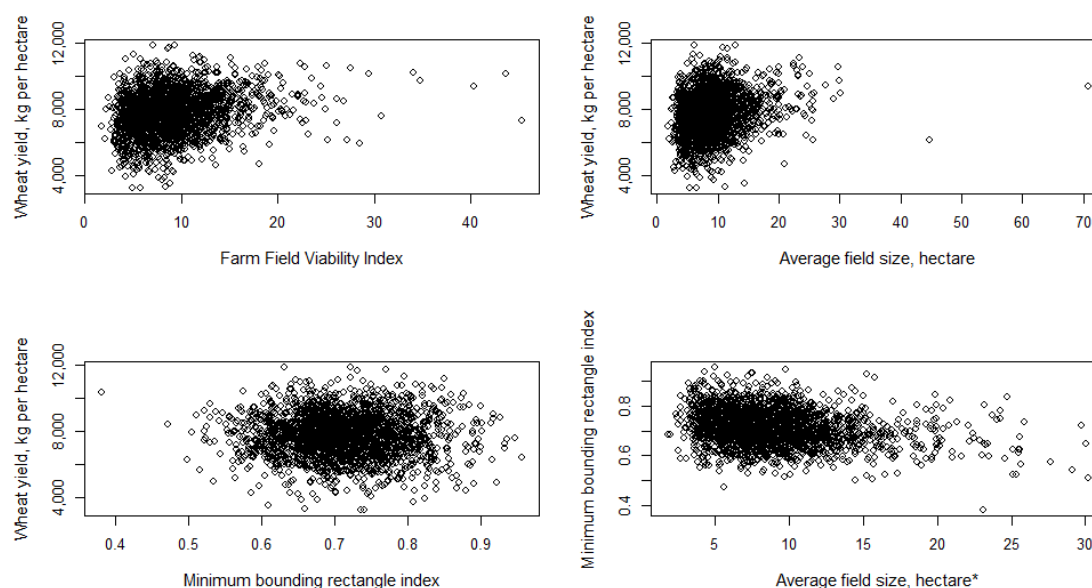 Wheat yield, kg per hectare
12,000
8,000
4,000
0 10 20 30 40
Farm Field Viability Index
Wheat yield, kg per hectare
12,000
8,000
4,000
0 10 20 30 40 50 60 70
Average field size, hectare
Wheat yield, kg per hectare
12,000
8,000
4,000
0.4 0.5 0.6 0.7 0.8 0.9
Minimum bounding rectangle index
Minimum bounding rectangle index
0.8
0.6
0.4
5 10 15 20 25 30
Average field size, hectare*